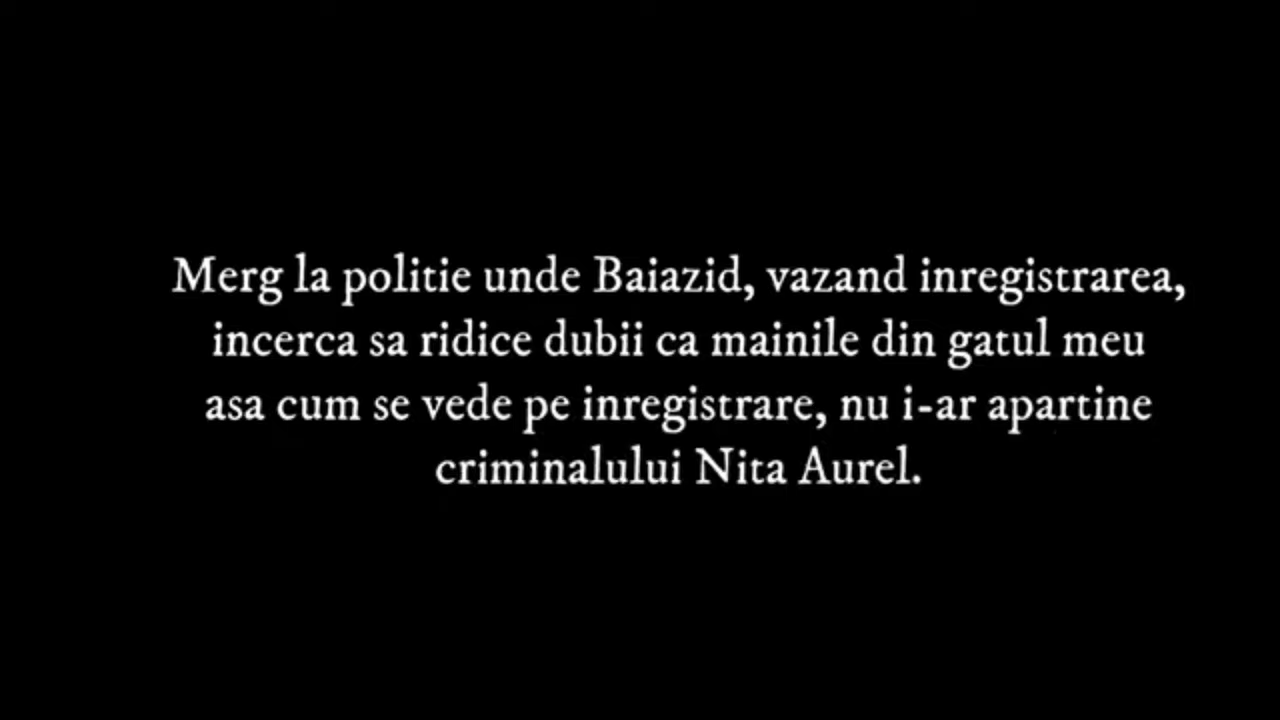 Merg la politie unde Baiazid, vazand inregistrarea,
incerca sa ridice dubii ca mainile din gatul meu
asa cum se vede pe inregistrare, nu i-ar apartine
criminalului Nita Aurel.